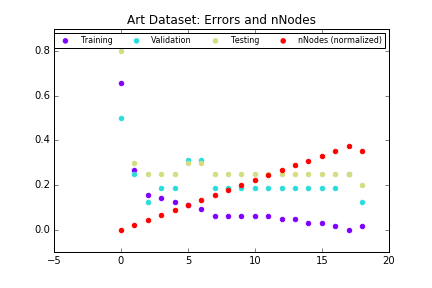 Art Dataset: Errors and nNodes
Training Validation Testing nNodes (normalized)
0.8
0.6
0.4
0.2
0.0
−5 0 5 10 15 20